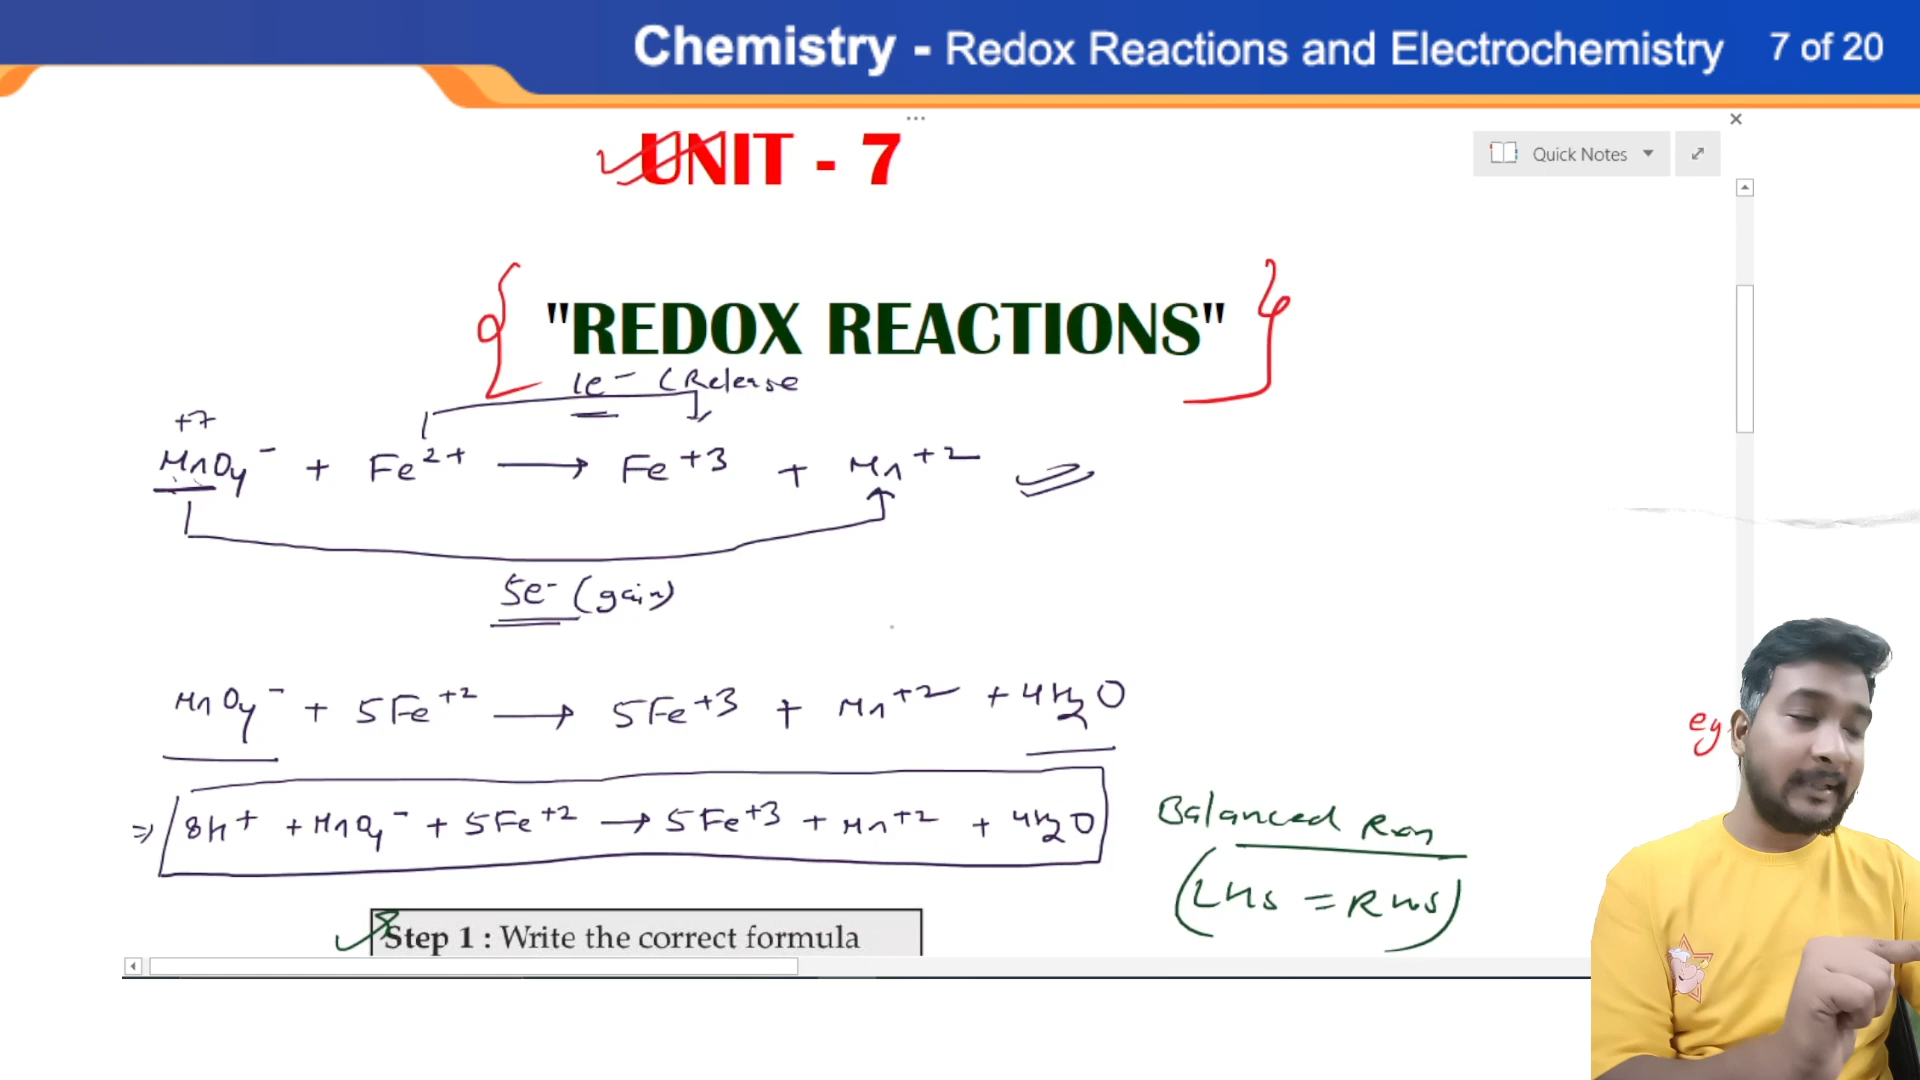 Chemistry - Redox Reactions and Electrochemistry 7 of 20
UNIT - 7
Quick Notes
"REDOX REACTIONS"
1e- (Release
+7
MnO4- + Fe2+ → Fe+3 + Mn+2
5e- (gain)
MnO4- + 5Fe+2 → 5Fe+3 + Mn+2 + 4H2O
eg
⇒ 8H+ + MnO4- + 5Fe+2 → 5Fe+3 + Mn+2 + 4H2O
Balanced Rxn
(LHS = RHS)
Step 1 : Write the correct formula